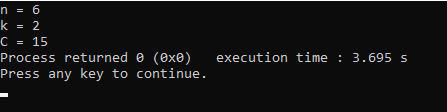 n = 6
k = 2
C = 15
Process returned 0 (0x0)   execution time : 3.695 s
Press any key to continue.